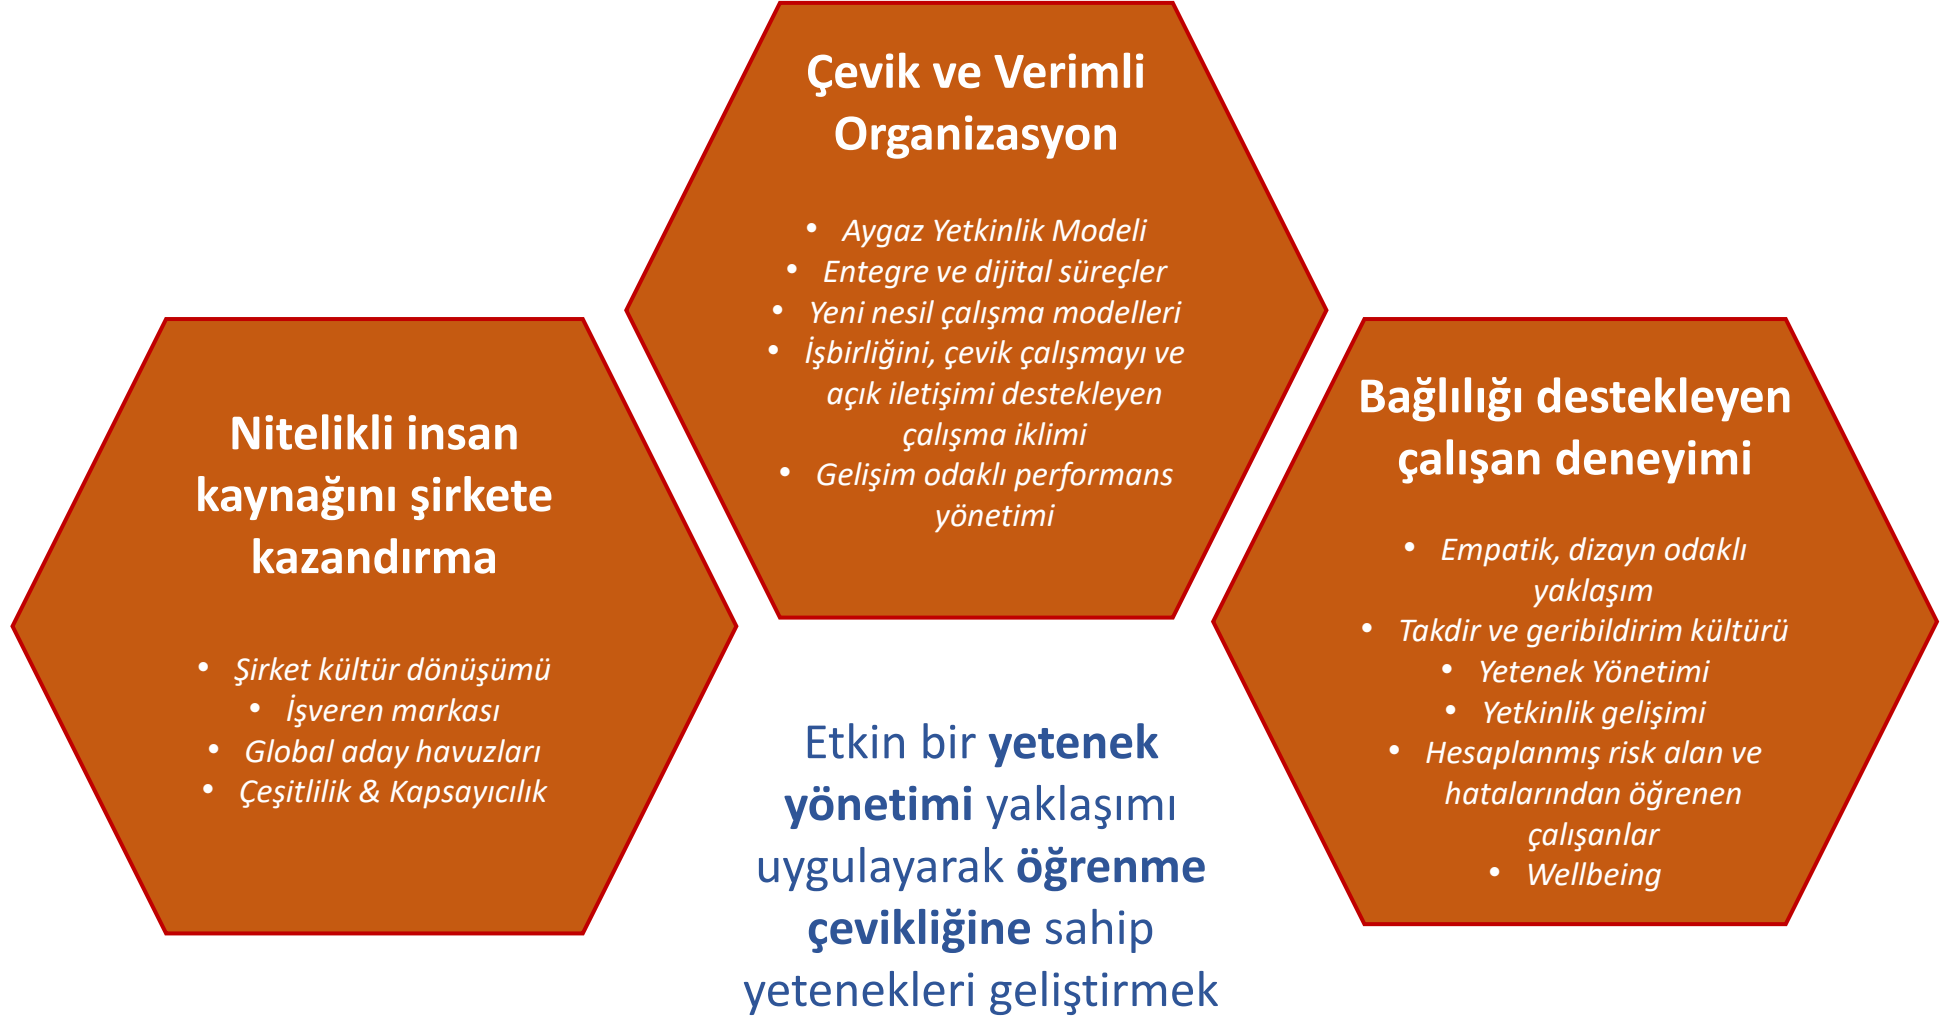 Çevik ve Verimli
Organizasyon
• Aygaz Yetkinlik Modeli
• Entegre ve dijital süreçler
• Yeni nesil çalışma modelleri
• İşbirliğini, çevik çalışmayı ve
açık iletişimi destekleyen
çalışma iklimi
• Gelişim odaklı performans
yönetimi
Nitelikli insan
kaynağını şirkete
kazandırma
• Şirket kültür dönüşümü
• İşveren markası
• Global aday havuzları
• Çeşitlilik & Kapsayıcılık
Bağlılığı destekleyen
çalışan deneyimi
• Empatik, dizayn odaklı
yaklaşım
• Takdir ve geribildirim kültürü
• Yetenek Yönetimi
• Yetkinlik gelişimi
• Hesaplanmış risk alan ve
hatalarından öğrenen
çalışanlar
• Wellbeing
Etkin bir yetenek
yönetimi yaklaşımı
uygulayarak öğrenme
çevikliğine sahip
yetenekleri geliştirmek